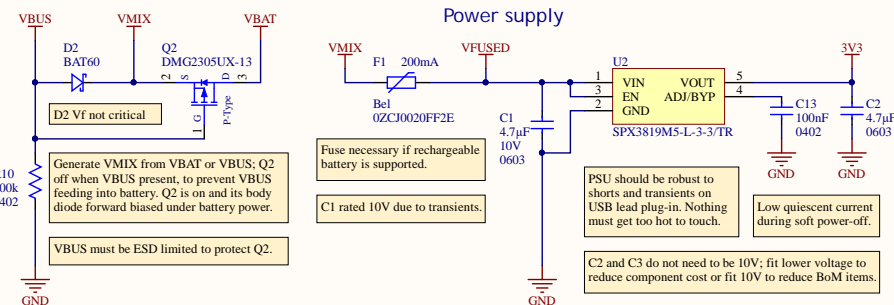 Power supply
VBUS
VMIX
VBAT
D2
BAT60
Q2
DMG2305UX-13
2
S
D
3
G
P-Type
1
D2 Vf not critical
Generate VMIX from VBAT or VBUS; Q2
off when VBUS present, to prevent VBUS
feeding into battery. Q2 is on and its body
diode forward biased under battery power.
VBUS must be ESD limited to protect Q2.
10
00k
402
GND
VMIX
F1
200mA
Bel
0ZCJ0020FF2E
VFUSED
Fuse necessary if rechargeable
battery is supported.
C1 rated 10V due to transients.
C1
4.7μF
10V
0603
GND
U2
1
VIN
VOUT
5
3
EN
ADJ/BYP
4
2
GND
SPX3819M5-L-3-3/TR
3V3
C13
100nF
0402
GND
C2
4.7μF
0603
GND
PSU should be robust to
shorts and transients on
USB lead plug-in. Nothing
must get too hot to touch.
Low quiescent current
during soft power-off.
C2 and C3 do not need to be 10V; fit lower voltage to
reduce component cost or fit 10V to reduce BoM items.